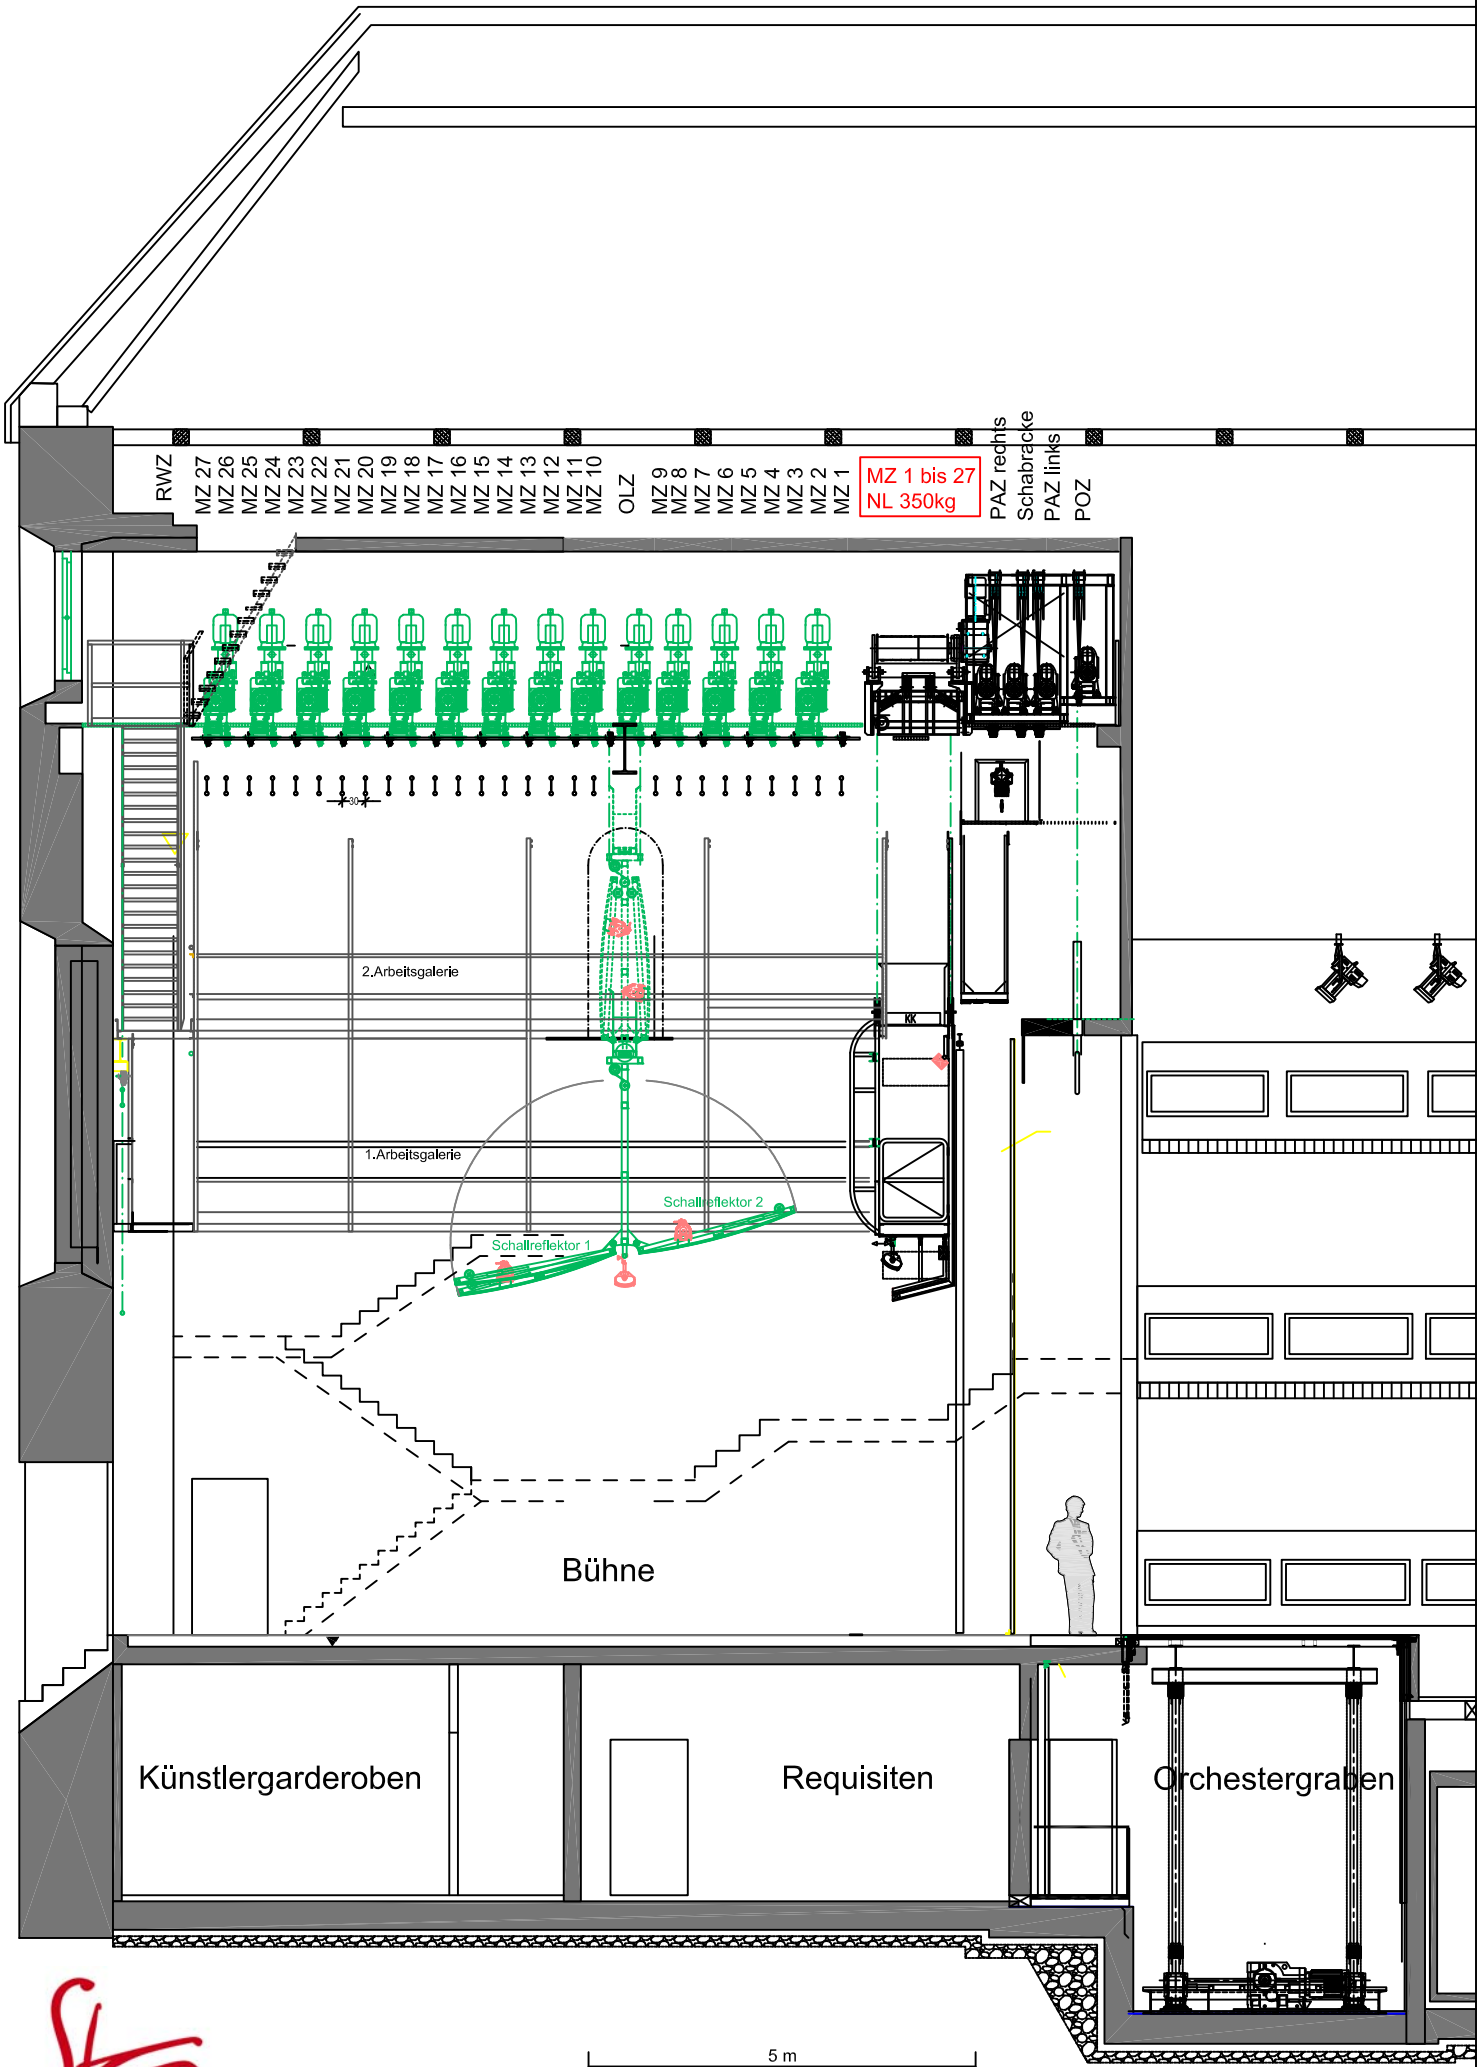 RWZ
MZ 27
MZ 26
MZ 25
MZ 24
MZ 23
MZ 22
MZ 21
MZ 20
MZ 19
MZ 18
MZ 17
MZ 16
MZ 15
MZ 14
MZ 13
MZ 12
MZ 11
MZ 10
OLZ
MZ 9
MZ 8
MZ 7
MZ 6
MZ 5
MZ 4
MZ 3
MZ 2
MZ 1
MZ 1 bis 27
NL 350kg
PAZ rechts
Schabracke
PAZ links
POZ
30
2.Arbeitsgalerie
KK
1.Arbeitsgalerie
Schallreflektor 2
Schallreflektor 1
Bühne
Künstlergarderoben
Requisiten
Orchestergraben
5 m